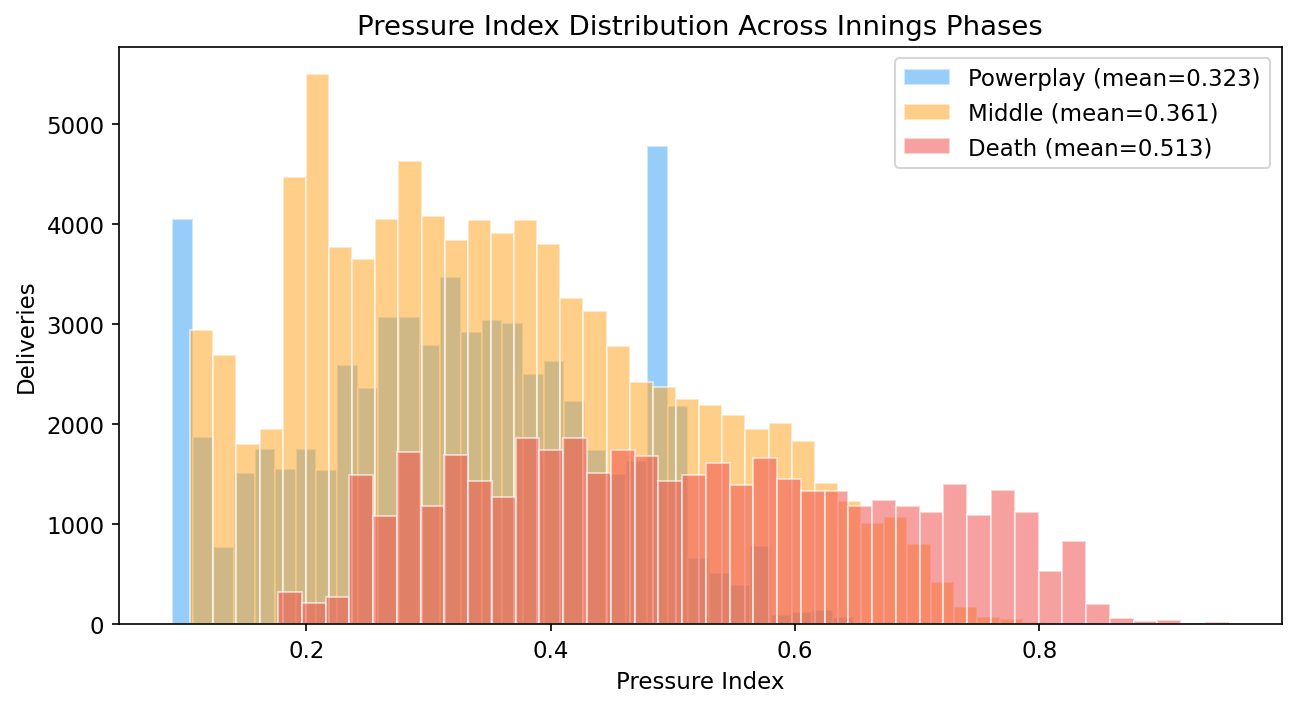 Pressure Index Distribution Across Innings Phases
Powerplay (mean=0.323)
Middle (mean=0.361)
Death (mean=0.513)
Deliveries
5000
4000
3000
2000
1000
0
0.2 0.4 0.6 0.8
Pressure Index